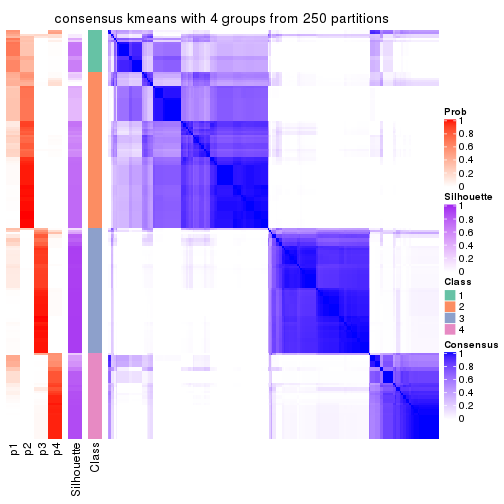 consensus kmeans with 4 groups from 250 partitions
Prob
1
0.8
0.6
0.4
0.2
0
Silhouette
1
0.8
0.6
0.4
0.2
0
Class
1
2
3
4
Consensus
1
0.8
0.6
0.4
0.2
0
p1
p2
p3
p4
Silhouette
Class